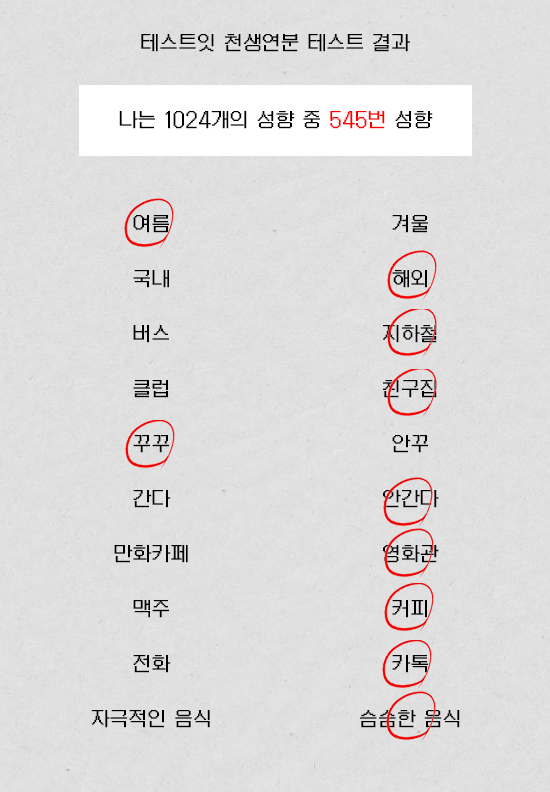 테스트잇 천생연분 테스트 결과
나는 1024개의 성향 중 545번 성향
여름 겨울
국내 해외
버스 지하철
클럽 친구집
꾸꾸 안꾸
간다 안간다
만화카페 영화관
맥주 커피
전화 카톡
자극적인 음식 슴슴한 음식